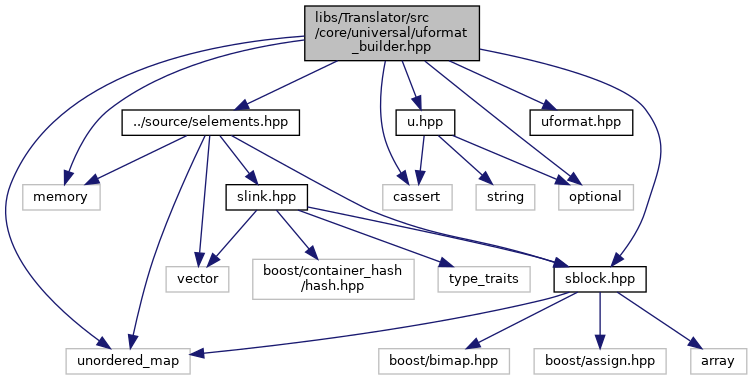 libs/Translator/src
/core/universal/uformat
_builder.hpp
../source/selements.hpp
u.hpp
uformat.hpp
memory
slink.hpp
cassert
string
optional
vector
boost/container_hash
/hash.hpp
type_traits
sblock.hpp
unordered_map
boost/bimap.hpp
boost/assign.hpp
array